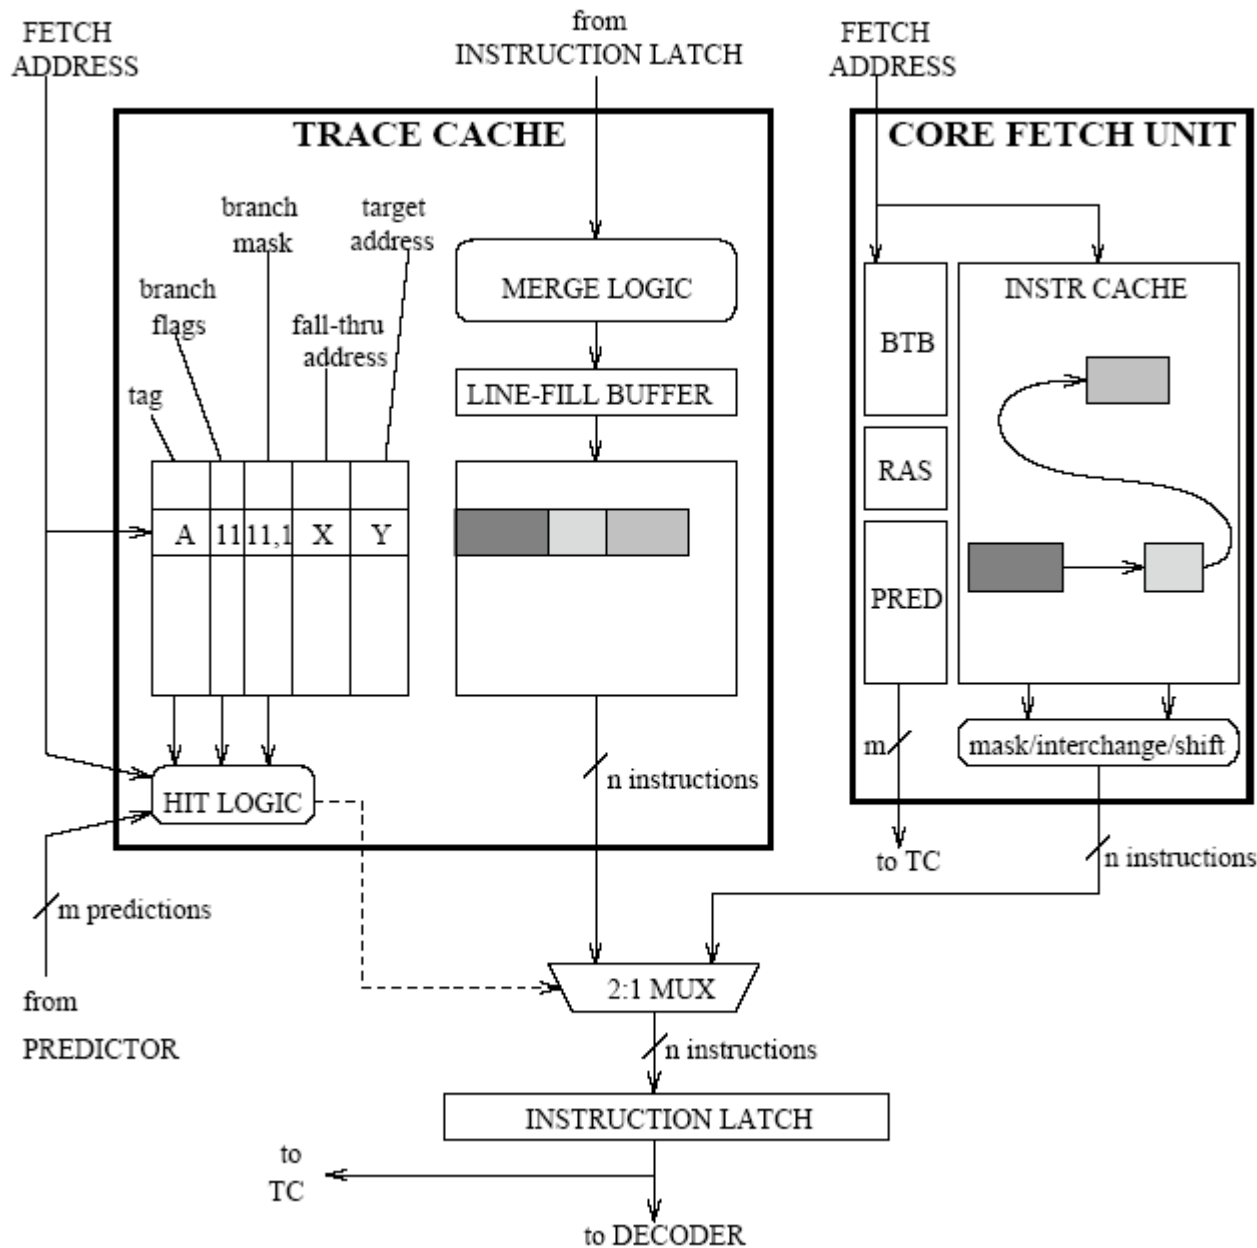 FETCH
ADDRESS
from
INSTRUCTION LATCH
FETCH
ADDRESS
TRACE CACHE
CORE FETCH UNIT
branch
mask
target
address
branch
flags
fall-thru
address
tag
MERGE LOGIC
LINE-FILL BUFFER
A
11
11,1
X
Y
HIT LOGIC
n instructions
m predictions
from
PREDICTOR
BTB
RAS
PRED
INSTR CACHE
m
mask/interchange/shift
to TC
n instructions
2:1 MUX
n instructions
INSTRUCTION LATCH
to
TC
to DECODER